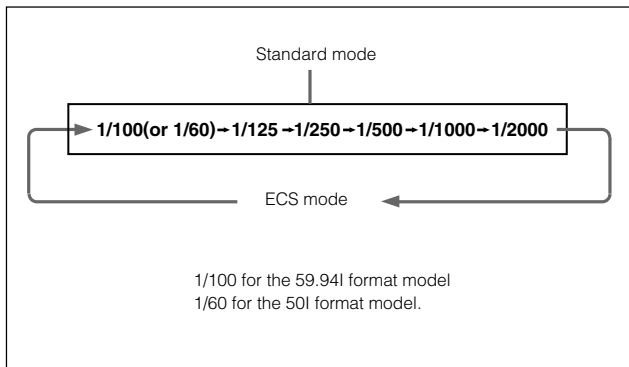 Standard mode
1/100(or 1/60)→1/125→1/250→1/500→1/1000→1/2000
ECS mode
1/100 for the 59.94I format model
1/60 for the 50I format model.